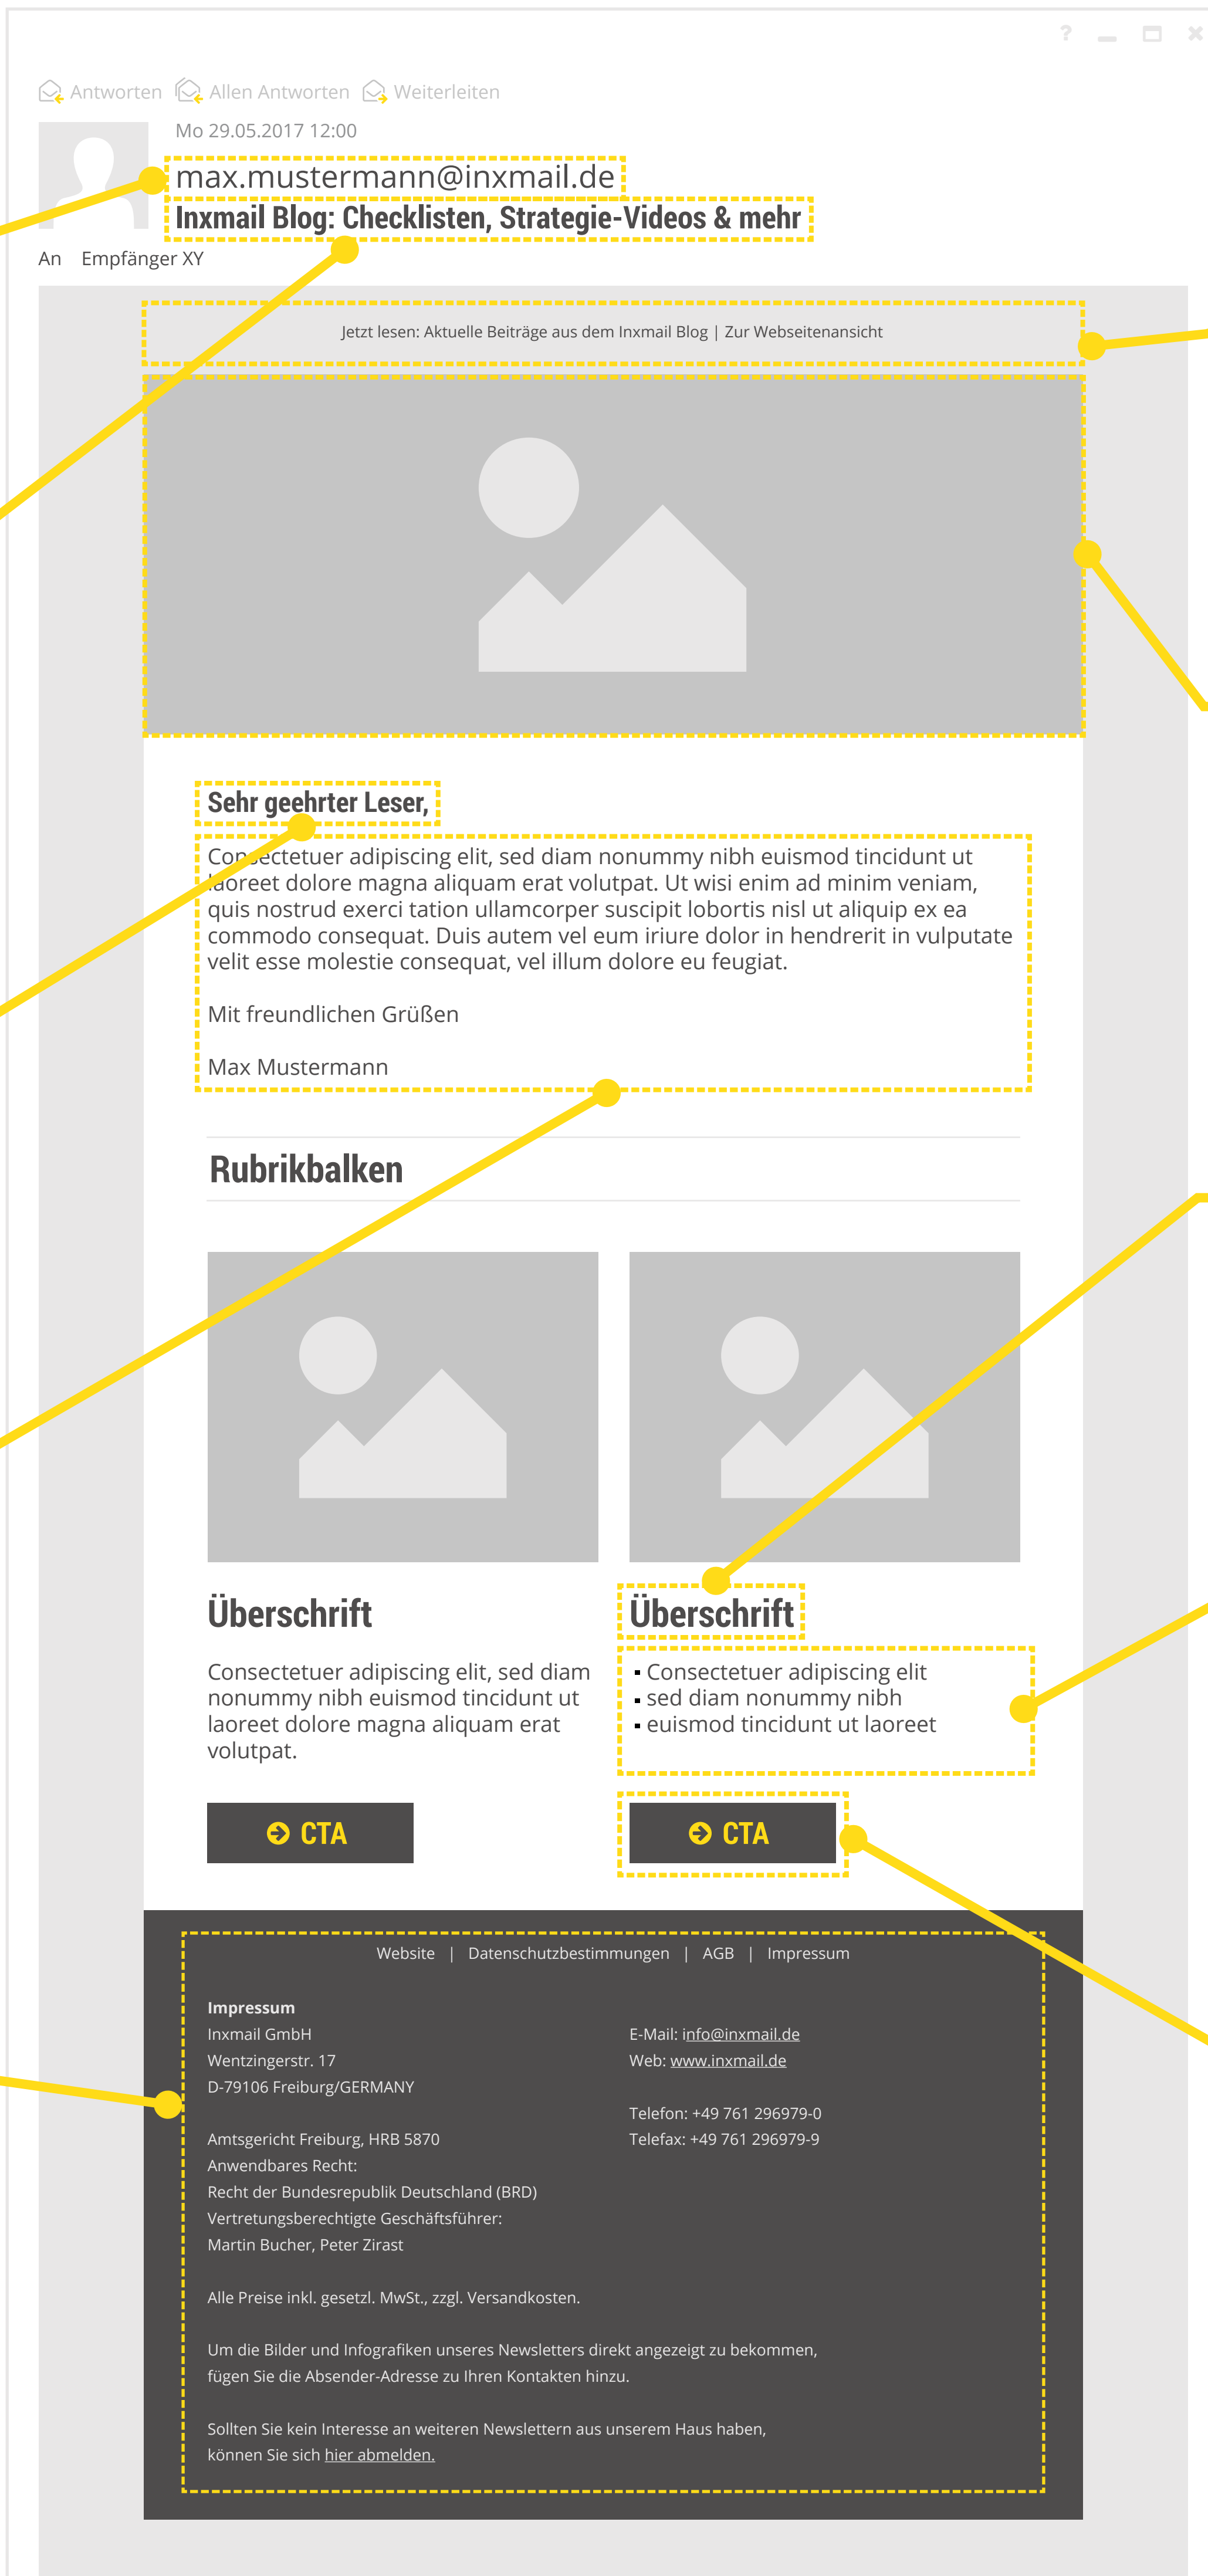 ?
Antworten Allen Antworten Weiterleiten
Mo 29.05.2017 12:00
max.mustermann@inxmail.de
Inxmail Blog: Checklisten, Strategie-Videos & mehr
An Empfänger XY
Jetzt lesen: Aktuelle Beiträge aus dem Inxmail Blog | Zur Webseitenansicht
Sehr geehrter Leser,
Consectetuer adipiscing elit, sed diam nonummy nibh euismod tincidunt ut
laoreet dolore magna aliquam erat volutpat. Ut wisi enim ad minim veniam,
quis nostrud exerci tation ullamcorper suscipit lobortis nisl ut aliquip ex ea
commodo consequat. Duis autem vel eum iriure dolor in hendrerit in vulputate
velit esse molestie consequat, vel illum dolore eu feugiat.
Mit freundlichen Grüßen
Max Mustermann
Rubrikbalken
Überschrift
Consectetuer adipiscing elit, sed diam
nonummy nibh euismod tincidunt ut
laoreet dolore magna aliquam erat
volutpat.
CTA
Überschrift
▪ Consectetuer adipiscing elit
▪ sed diam nonummy nibh
▪ euismod tincidunt ut laoreet
CTA
Website | Datenschutzbestimmungen | AGB | Impressum
Impressum
Inxmail GmbH
Wentzingerstr. 17
D-79106 Freiburg/GERMANY
Amtsgericht Freiburg, HRB 5870
Anwendbares Recht:
Recht der Bundesrepublik Deutschland (BRD)
Vertretungsberechtigte Geschäftsführer:
Martin Bucher, Peter Zirast
E-Mail: info@inxmail.de
Web: www.inxmail.de
Telefon: +49 761 296979-0
Telefax: +49 761 296979-9
Alle Preise inkl. gesetzl. MwSt., zzgl. Versandkosten.
Um die Bilder und Infografiken unseres Newsletters direkt angezeigt zu bekommen,
fügen Sie die Absender-Adresse zu Ihren Kontakten hinzu.
Sollten Sie kein Interesse an weiteren Newslettern aus unserem Haus haben,
können Sie sich hier abmelden.